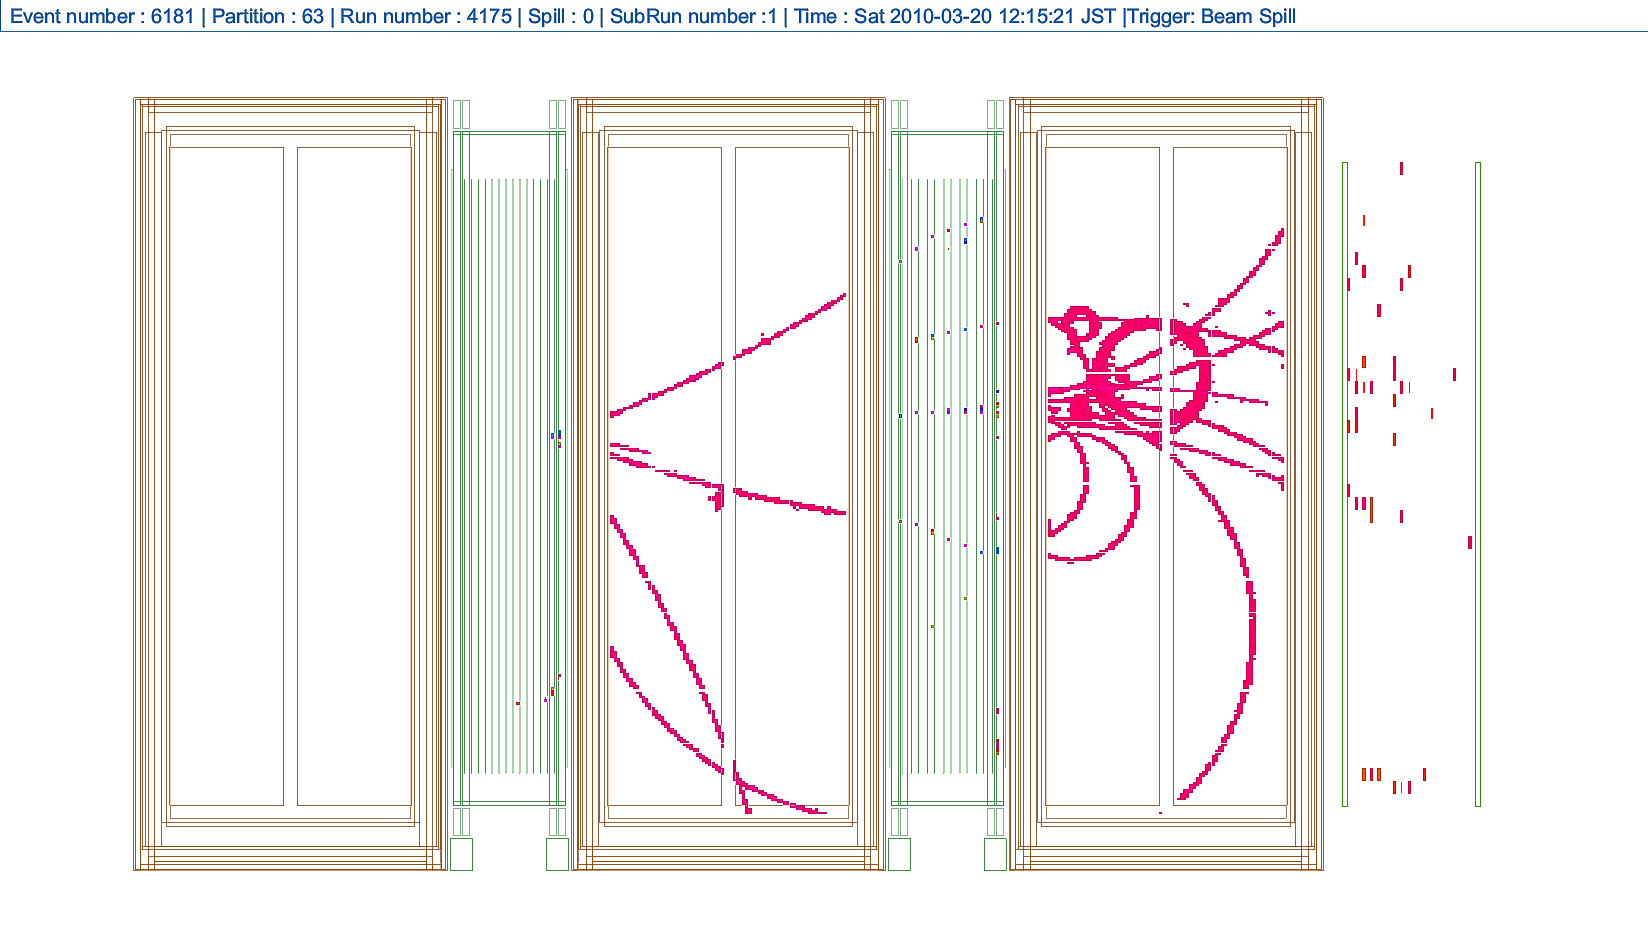 Event number : 6181 | Partition : 63 | Run number : 4175 | Spill : 0 | SubRun number :1 | Time : Sat 2010-03-20 12:15:21 JST |Trigger: Beam Spill